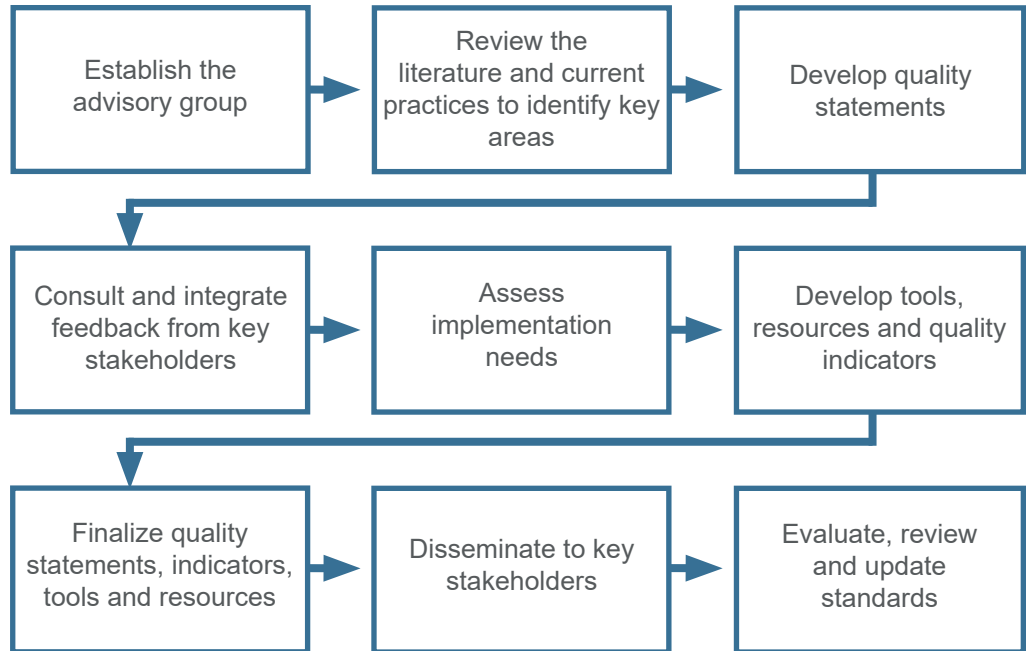 Establish the
advisory group
Review the
literature and current
practices to identify key
areas
Develop quality
statements
Consult and integrate
feedback from key
stakeholders
Assess
implementation
needs
Develop tools,
resources and quality
indicators
Finalize quality
statements, indicators,
tools and resources
Disseminate to key
stakeholders
Evaluate, review
and update
standards